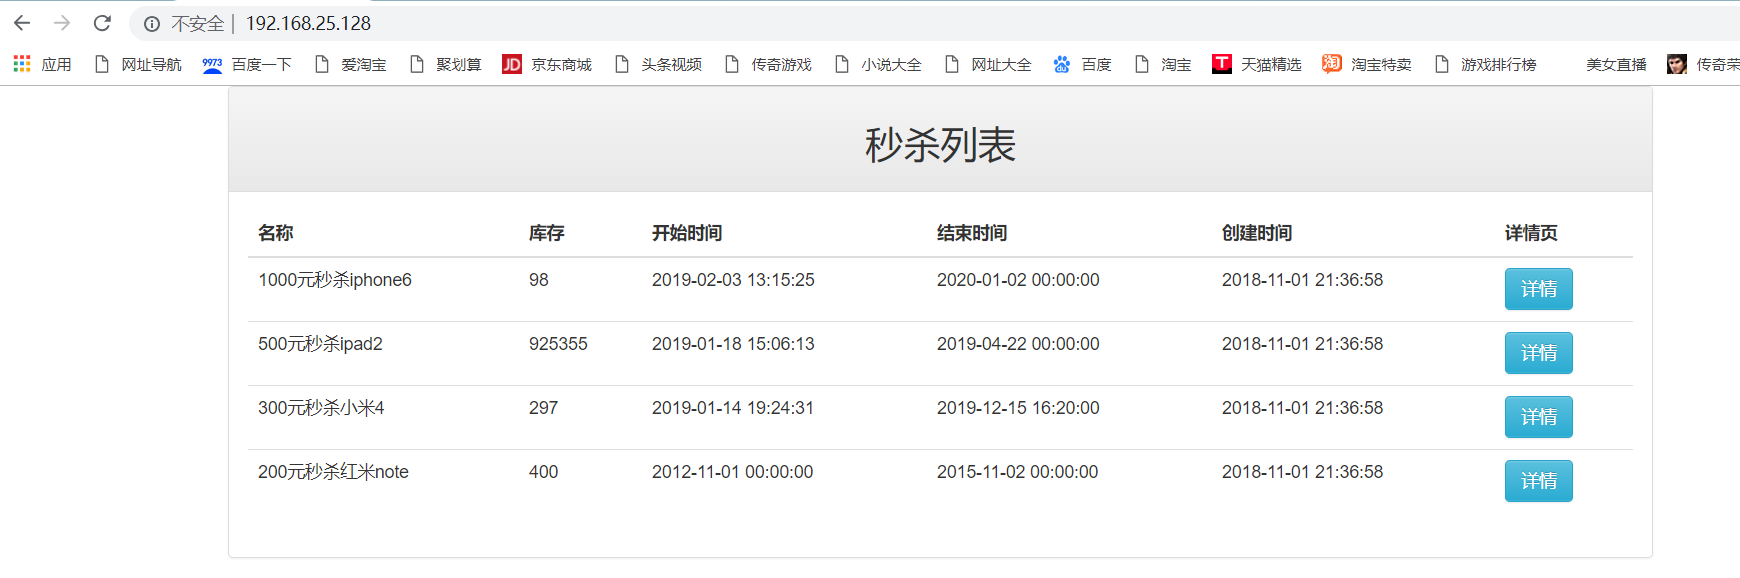 不安全 | 192.168.25.128
应用 网址导航 9973 百度一下 爱淘宝 聚划算 JD 京东商城 头条视频 传奇游戏 小说大全 网址大全 百度 淘宝 T 天猫精选 淘 淘宝特卖 游戏排行榜 美女直播 传奇荣
秒杀列表
名称 库存 开始时间 结束时间 创建时间 详情页
1000元秒杀iphone6 98 2019-02-03 13:15:25 2020-01-02 00:00:00 2018-11-01 21:36:58 详情
500元秒杀ipad2 925355 2019-01-18 15:06:13 2019-04-22 00:00:00 2018-11-01 21:36:58 详情
300元秒杀小米4 297 2019-01-14 19:24:31 2019-12-15 16:20:00 2018-11-01 21:36:58 详情
200元秒杀红米note 400 2012-11-01 00:00:00 2015-11-02 00:00:00 2018-11-01 21:36:58 详情